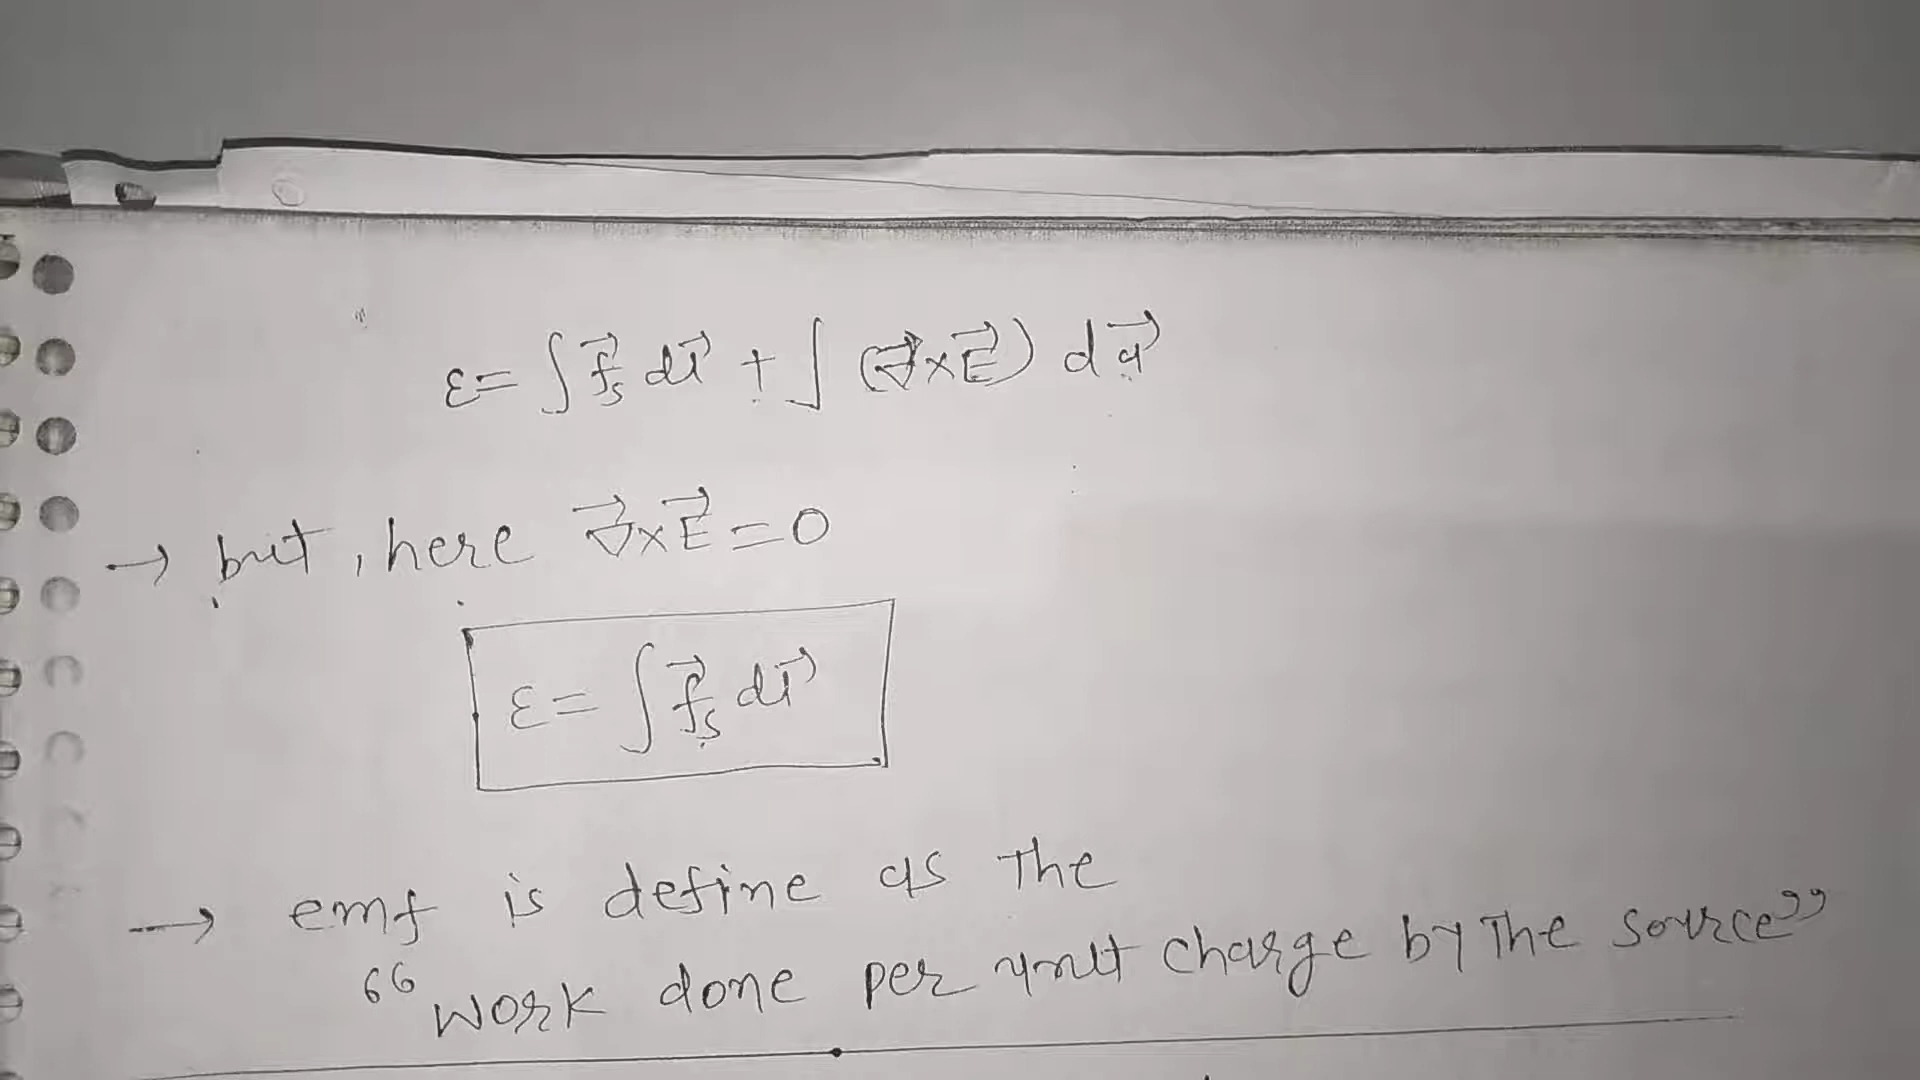 ε = ∫ f⃗s dl⃗ + ∫ (∇⃗×E⃗) da⃗
→ but, here ∇⃗×E⃗ = 0
ε = ∫ f⃗s dl⃗
→ emf is define as the
“work done per unit charge by the source”